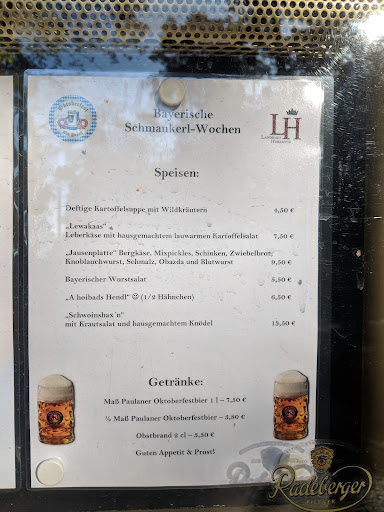 Bayerische
Schmankerl-Wochen
LH
Speisen:
Deftige Kartoffelsuppe mit Wildkräutern 4,50 €
„Lewakaas"
Leberkäse mit hausgemachtem lauwarmen Kartoffelsalat 7,50 €
„Jausenplatte" Bergkäse, Mixpickles, Schinken, Zwiebelbrot,
Knoblauchwurst, Schmalz, Obazda und Blutwurst 9,50 €
Bayerischer Wurstsalat 5,50 €
„A hoibads Hendl" ☺ (1/2 Hähnchen) 6,50 €
„Schwoinshax´n"
mit Krautsalat und hausgemachtem Knödel 13,50 €
Getränke:
Maß Paulaner Oktoberfestbier 1 l – 7,50 €
½ Maß Paulaner Oktoberfestbier – 3,80 €
Obstbrand 2 cl – 3,50 €
Guten Appetit & Prost!
Radeberger
PILSNER